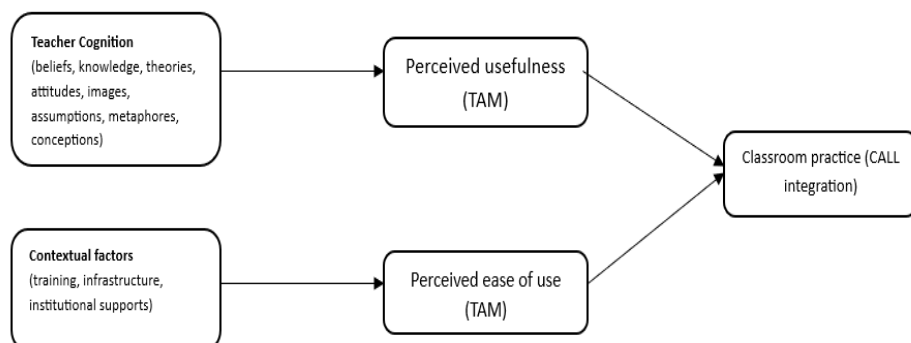 Teacher Cognition
(beliefs, knowledge, theories,
attitudes, images,
assumptions, metaphores,
conceptions)
Perceived usefulness
(TAM)
Classroom practice (CALL
integration)
Contextual factors
(training, infrastructure,
institutional supports)
Perceived ease of use
(TAM)